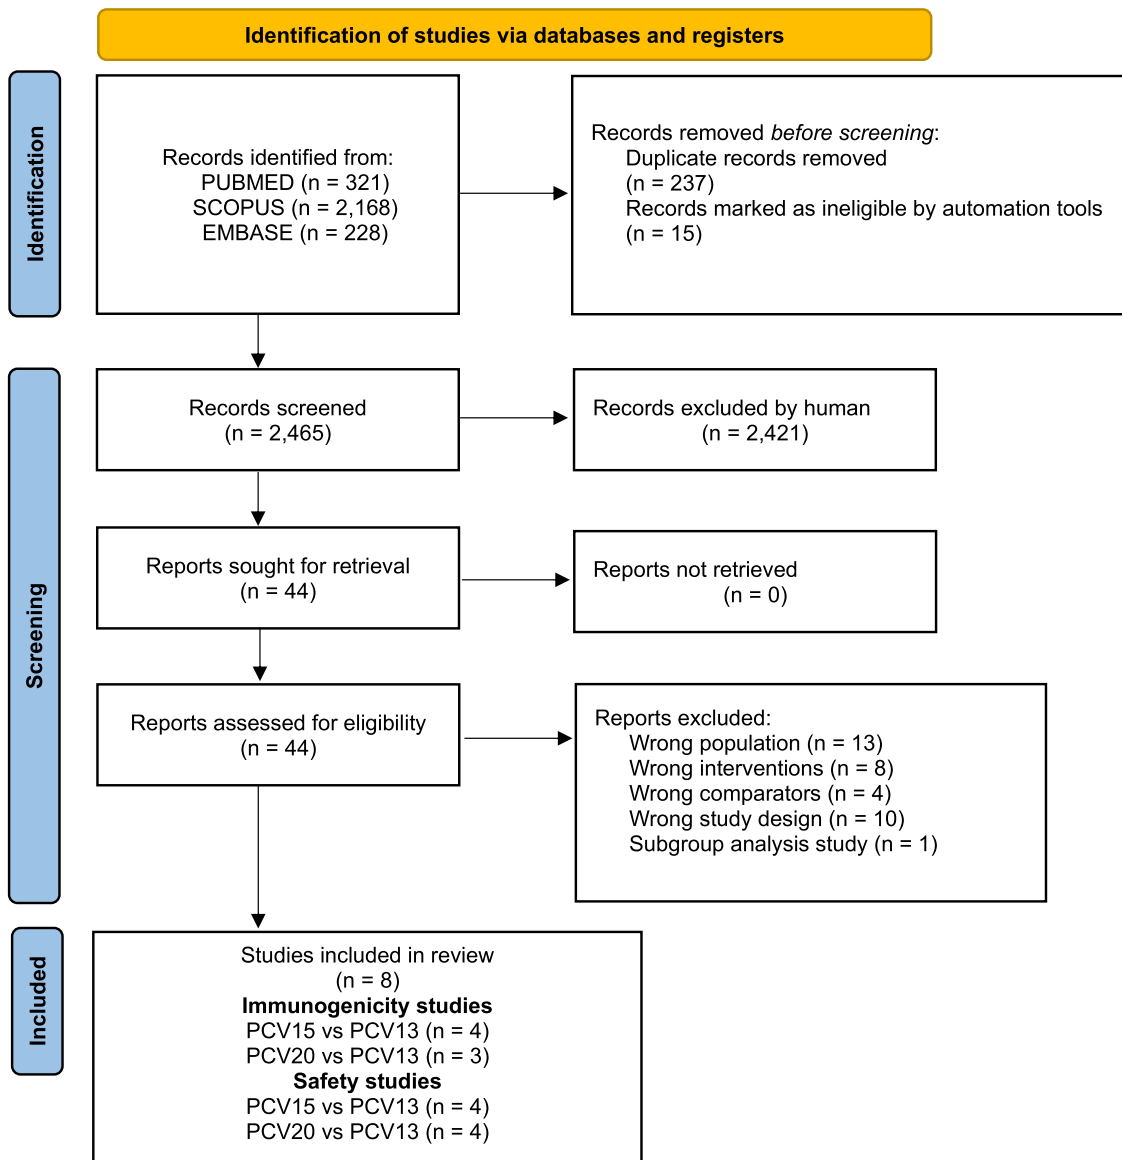 Identification of studies via databases and registers
Identification
Records identified from:
PUBMED (n = 321)
SCOPUS (n = 2,168)
EMBASE (n = 228)
Records removed before screening:
Duplicate records removed
(n = 237)
Records marked as ineligible by automation tools
(n = 15)
Screening
Records screened
(n = 2,465)
Records excluded by human
(n = 2,421)
Reports sought for retrieval
(n = 44)
Reports not retrieved
(n = 0)
Reports assessed for eligibility
(n = 44)
Reports excluded:
Wrong population (n = 13)
Wrong interventions (n = 8)
Wrong comparators (n = 4)
Wrong study design (n = 10)
Subgroup analysis study (n = 1)
Included
Studies included in review
(n = 8)
Immunogenicity studies
PCV15 vs PCV13 (n = 4)
PCV20 vs PCV13 (n = 3)
Safety studies
PCV15 vs PCV13 (n = 4)
PCV20 vs PCV13 (n = 4)